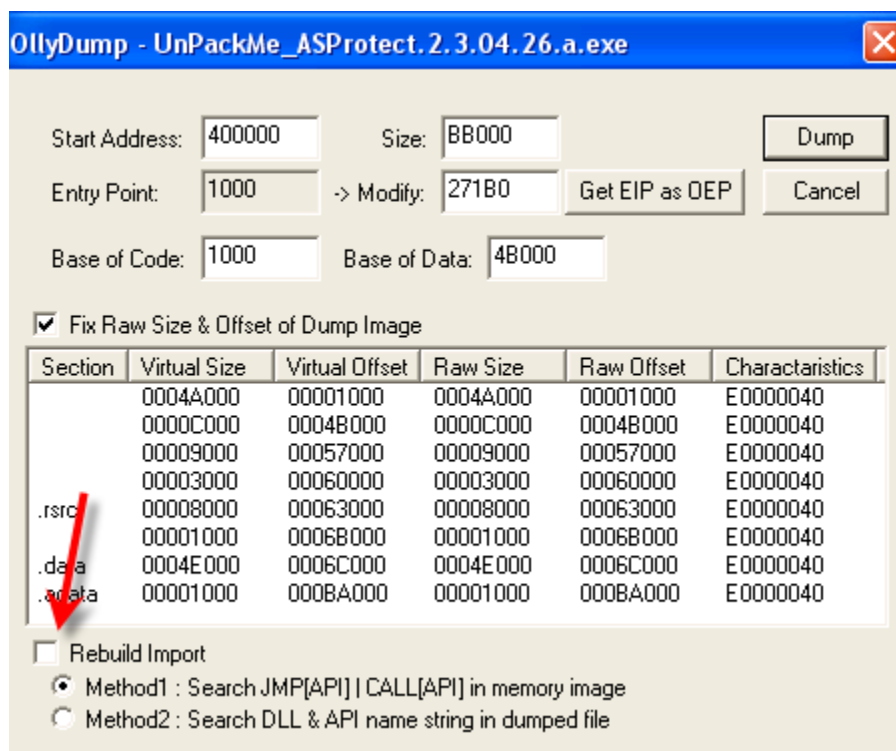 OllyDump - UnPackMe_ASProtect.2.3.04.26.a.exe
Start Address: 400000 Size: BB000 Dump
Entry Point: 1000 -> Modify: 271B0 Get EIP as OEP Cancel
Base of Code: 1000 Base of Data: 4B000
Fix Raw Size & Offset of Dump Image
Section Virtual Size Virtual Offset Raw Size Raw Offset Charactaristics
0004A000 00001000 0004A000 00001000 E0000040
0000C000 0004B000 0000C000 0004B000 E0000040
00009000 00057000 00009000 00057000 E0000040
00003000 00060000 00003000 00060000 E0000040
.rsrc 00008000 00063000 00008000 00063000 E0000040
00001000 0006B000 00001000 0006B000 E0000040
.data 0004E000 0006C000 0004E000 0006C000 E0000040
.adata 00001000 000BA000 00001000 000BA000 E0000040
Rebuild Import
Method1 : Search JMP[API] | CALL[API] in memory image
Method2 : Search DLL & API name string in dumped file